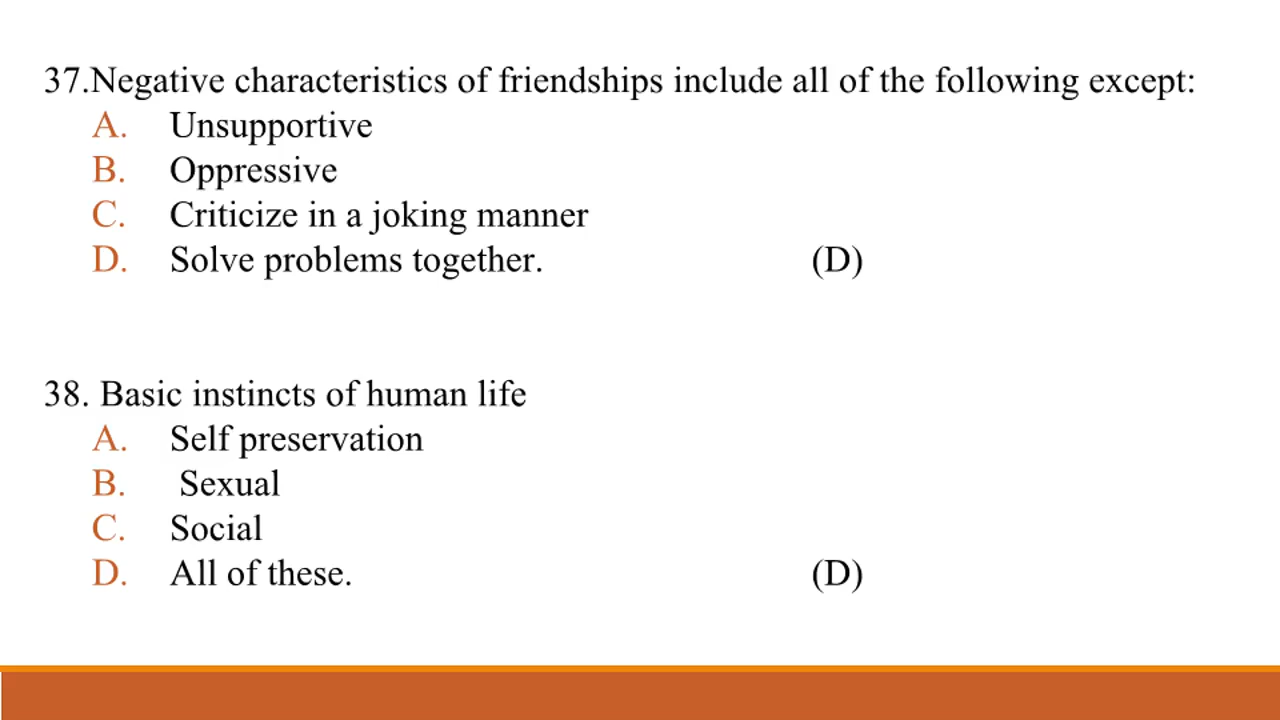 37.Negative characteristics of friendships include all of the following except:
A. Unsupportive
B. Oppressive
C. Criticize in a joking manner
D. Solve problems together. (D)
38. Basic instincts of human life
A. Self preservation
B. Sexual
C. Social
D. All of these. (D)